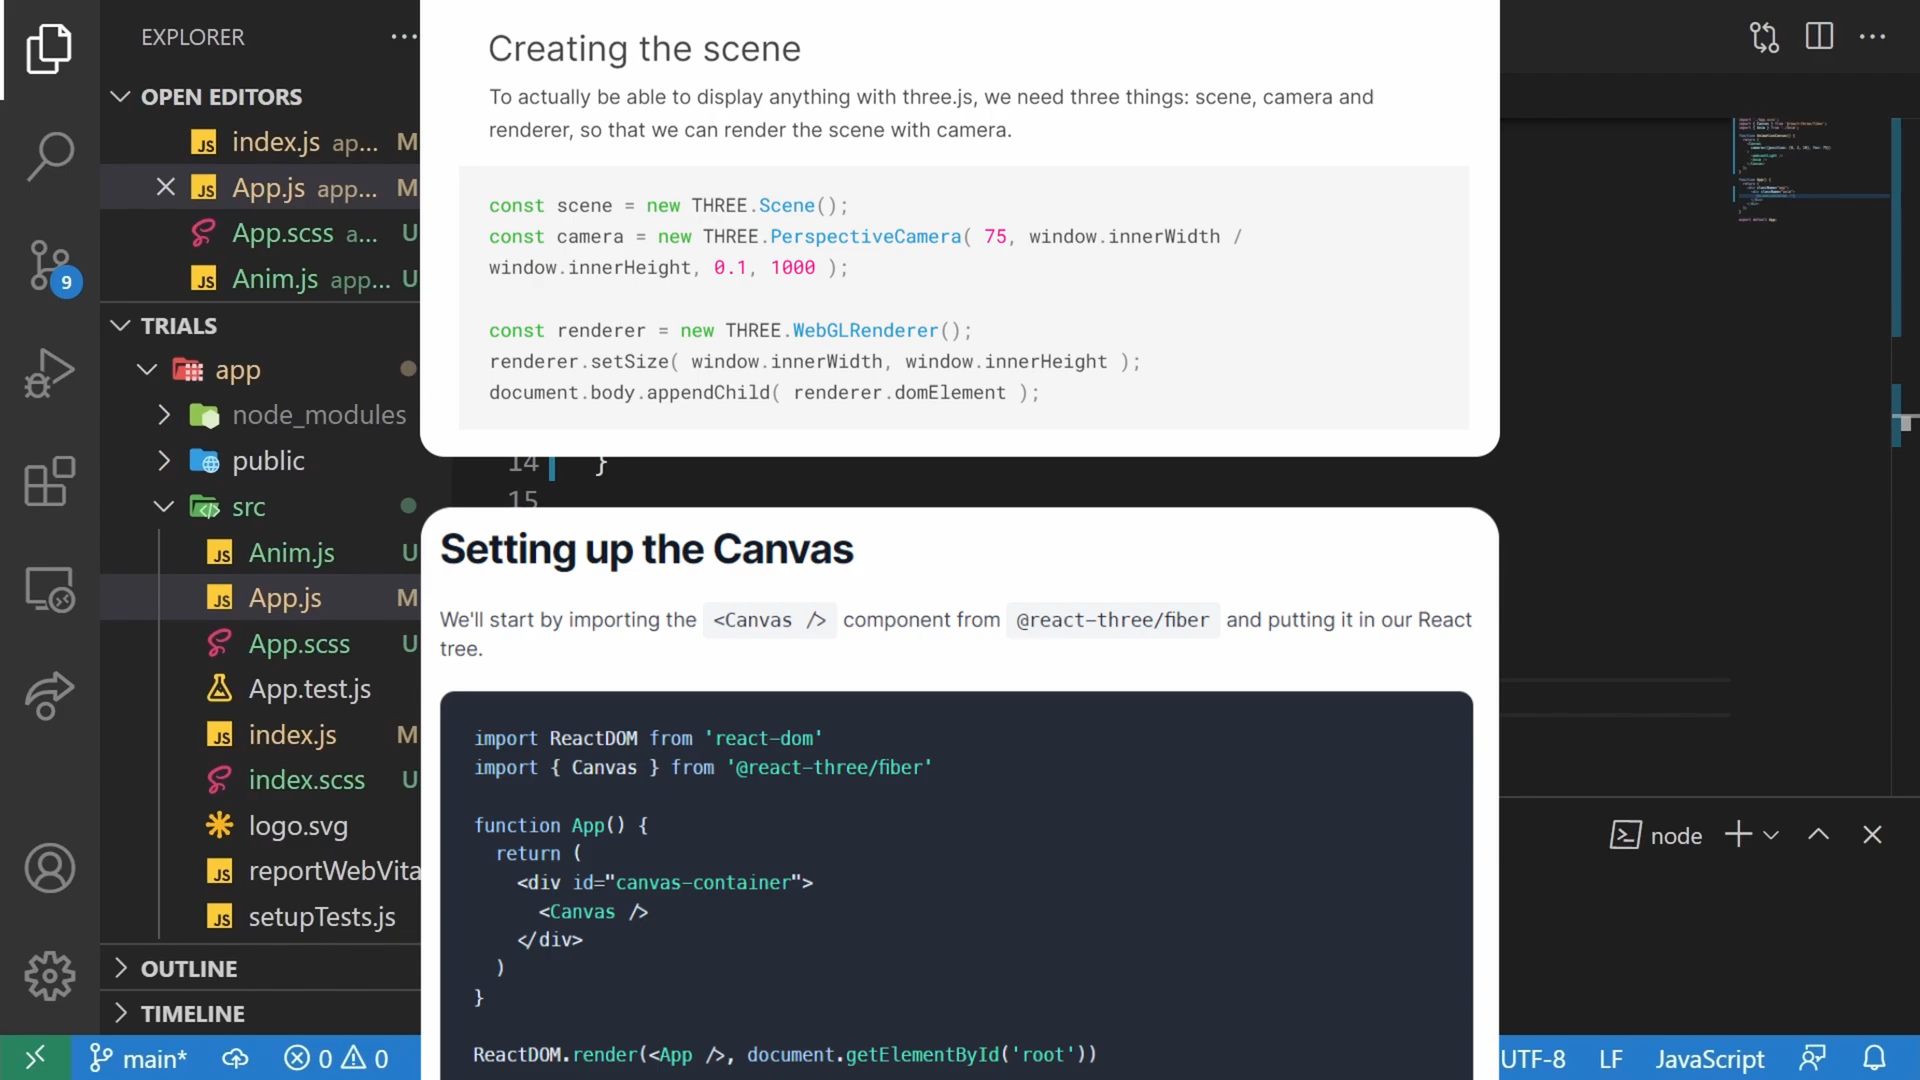 EXPLORER
OPEN EDITORS
index.js app... M
App.js app... M
App.scss a... U
Anim.js app... U
9
TRIALS
app
node_modules
public
src
Anim.js U
App.js M
App.scss U
App.test.js
index.js M
index.scss U
logo.svg
reportWebVita
setupTests.js
OUTLINE
TIMELINE
Creating the scene
To actually be able to display anything with three.js, we need three things: scene, camera and
renderer, so that we can render the scene with camera.
const scene = new THREE.Scene();
const camera = new THREE.PerspectiveCamera( 75, window.innerWidth /
window.innerHeight, 0.1, 1000 );
const renderer = new THREE.WebGLRenderer();
renderer.setSize( window.innerWidth, window.innerHeight );
document.body.appendChild( renderer.domElement );
14 }
15
Setting up the Canvas
We'll start by importing the <Canvas /> component from @react-three/fiber and putting it in our React
tree.
import ReactDOM from 'react-dom'
import { Canvas } from '@react-three/fiber'
function App() {
return (
<div id="canvas-container">
<Canvas />
</div>
)
}
ReactDOM.render(<App />, document.getElementById('root'))
node
main*
0
0
UTF-8
LF
JavaScript